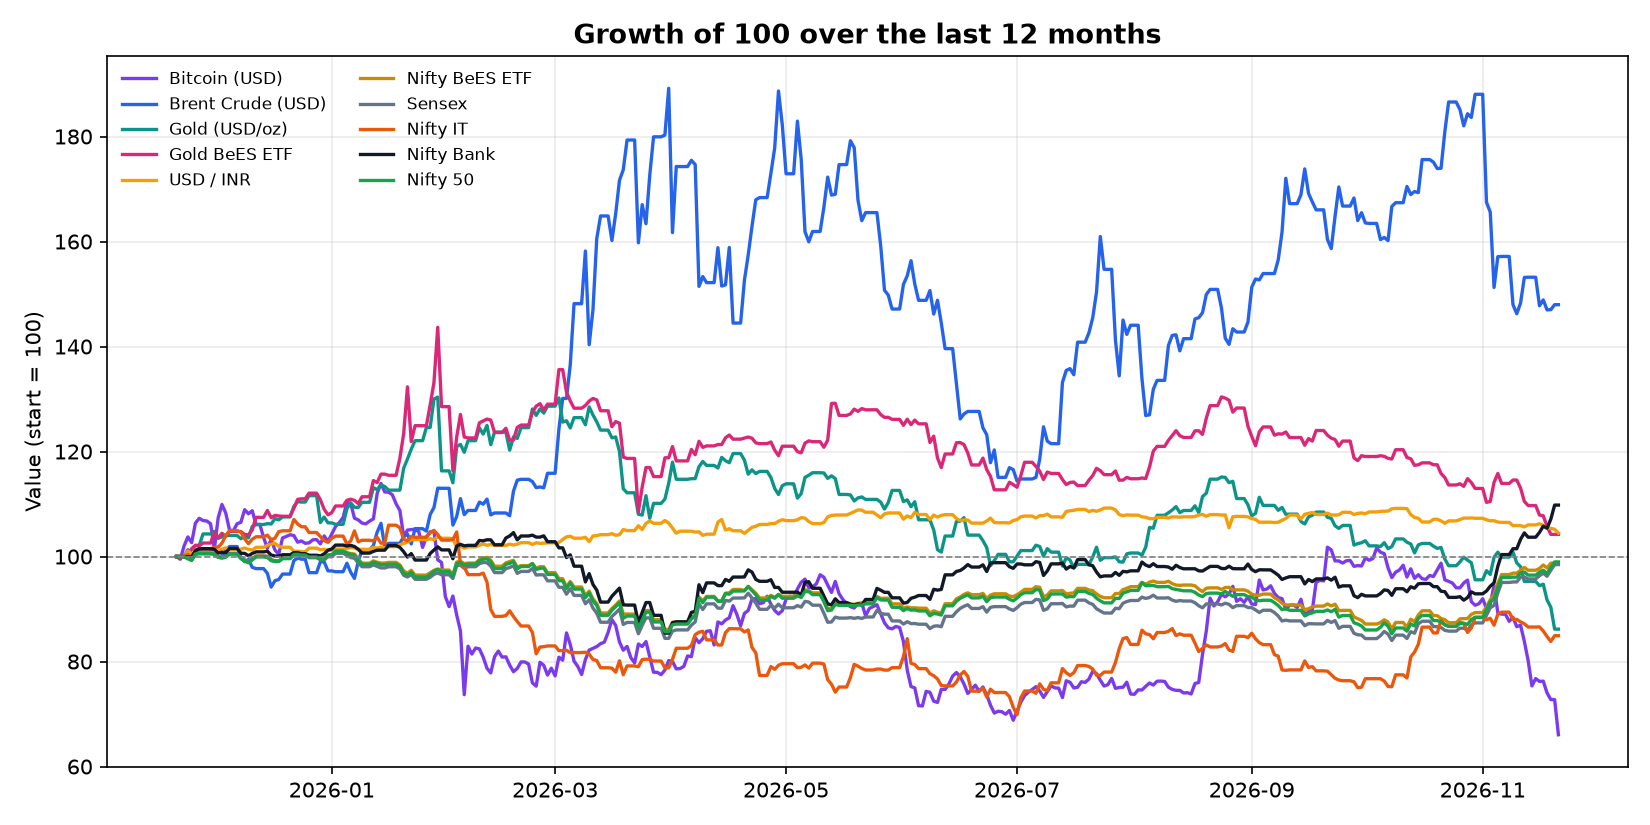 Growth of 100 over the last 12 months
Bitcoin (USD)
Brent Crude (USD)
Gold (USD/oz)
Gold BeES ETF
USD / INR
Nifty BeES ETF
Sensex
Nifty IT
Nifty Bank
Nifty 50
Value (start = 100)
180
160
140
120
100
80
60
2026-01
2026-03
2026-05
2026-07
2026-09
2026-11